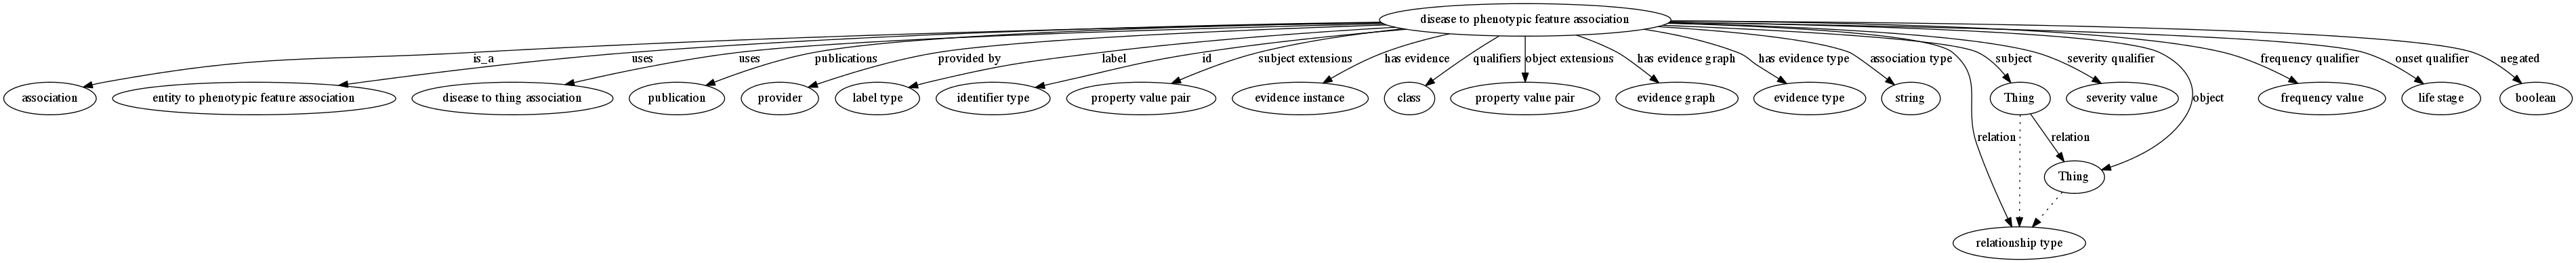 disease to phenotypic feature association
is_a
uses
uses
publications
provided by
label
id
subject extensions
has evidence
qualifiers
object extensions
has evidence graph
has evidence type
association type
subject
severity qualifier
frequency qualifier
onset qualifier
negated
association
entity to phenotypic feature association
disease to thing association
publication
provider
label type
identifier type
property value pair
evidence instance
class
property value pair
evidence graph
evidence type
string
Thing
severity value
object
frequency value
life stage
boolean
relation
relation
Thing
relationship type